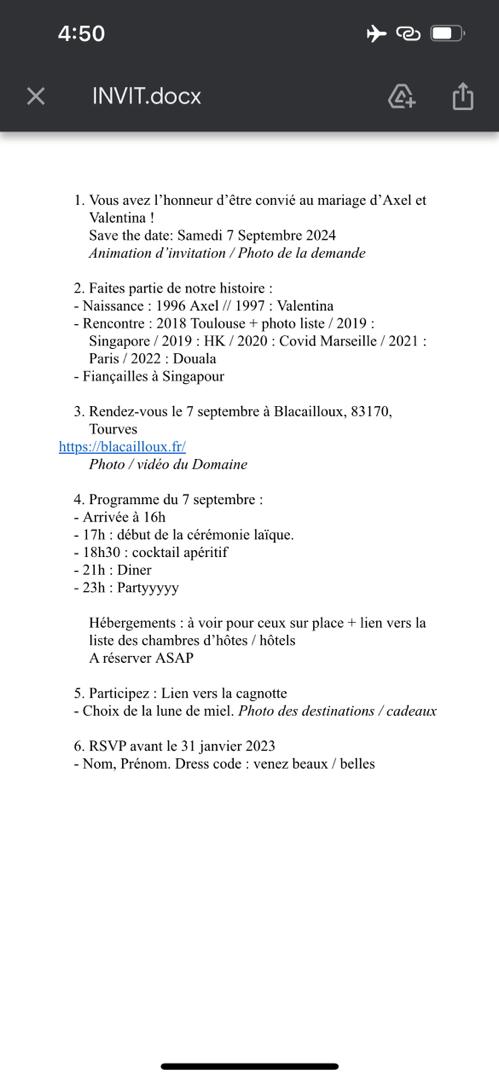 4:50
INVIT.docx
1. Vous avez l’honneur d’être convié au mariage d’Axel et
Valentina !
Save the date: Samedi 7 Septembre 2024
Animation d’invitation / Photo de la demande
2. Faites partie de notre histoire :
- Naissance : 1996 Axel // 1997 : Valentina
- Rencontre : 2018 Toulouse + photo liste / 2019 :
Singapore / 2019 : HK / 2020 : Covid Marseille / 2021 :
Paris / 2022 : Douala
- Fiançailles à Singapour
3. Rendez-vous le 7 septembre à Blacailloux, 83170,
Tourves
https://blacailloux.fr/
Photo / vidéo du Domaine
4. Programme du 7 septembre :
- Arrivée à 16h
- 17h : début de la cérémonie laïque.
- 18h30 : cocktail apéritif
- 21h : Diner
- 23h : Partyyyyy
Hébergements : à voir pour ceux sur place + lien vers la
liste des chambres d’hôtes / hôtels
A réserver ASAP
5. Participez : Lien vers la cagnotte
- Choix de la lune de miel. Photo des destinations / cadeaux
6. RSVP avant le 31 janvier 2023
- Nom, Prénom. Dress code : venez beaux / belles